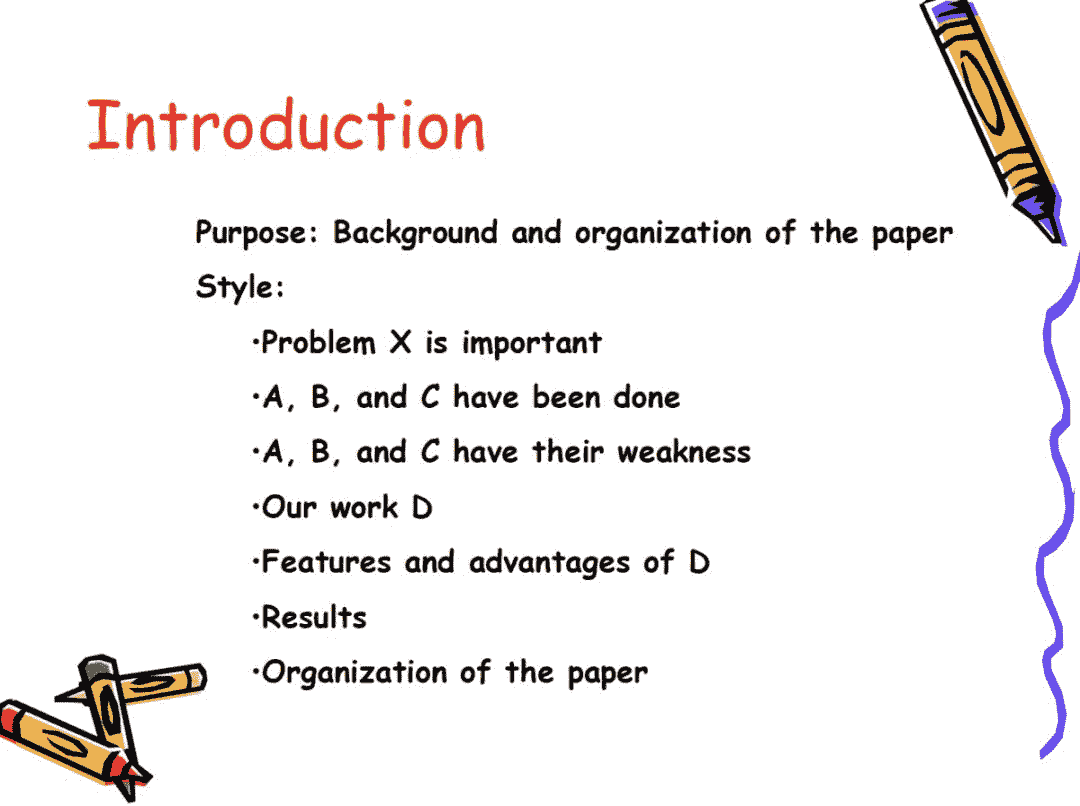 Introduction
Purpose: Background and organization of the paper
Style:
•Problem X is important
•A, B, and C have been done
•A, B, and C have their weakness
•Our work D
•Features and advantages of D
•Results
•Organization of the paper